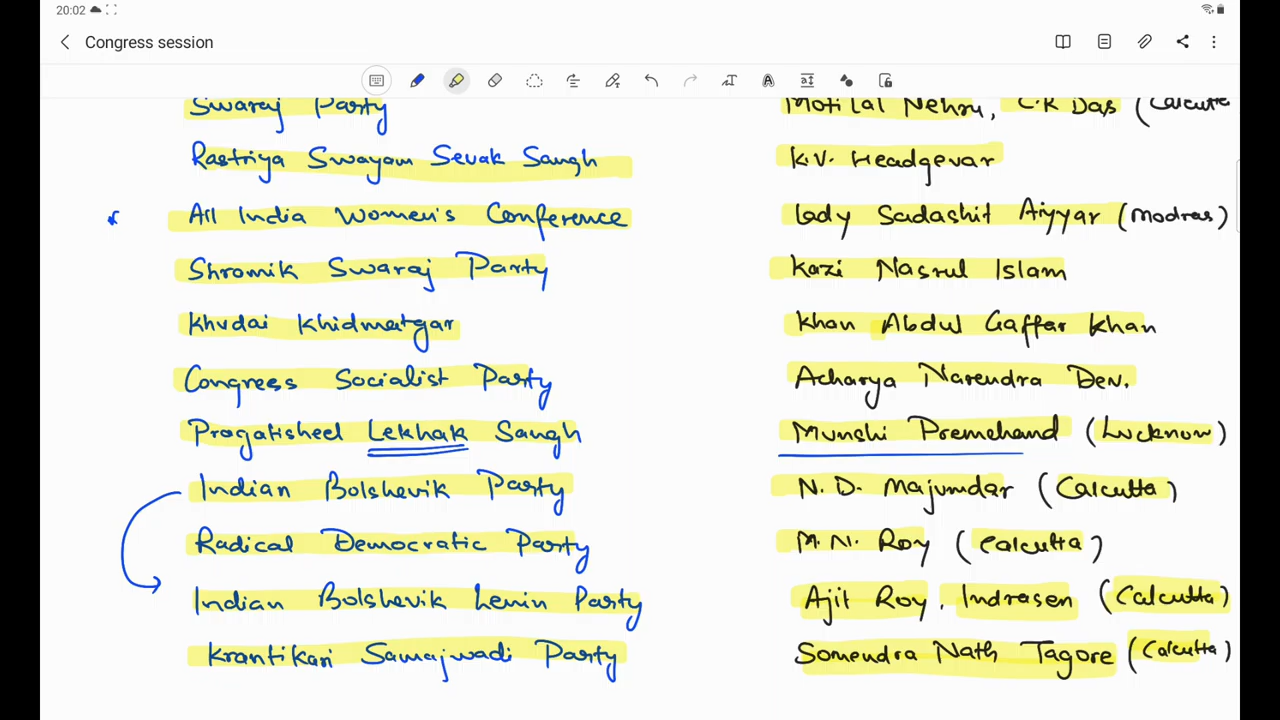 20:02
Congress session
Swaraj Party Motilal Nehru, C.R Das (Calcutta
Rastriya Swayam Sevak Sangh K.V. Headgevar
All India Women's Conference Lady Sadashit Aiyyar (Madras)
Shromik Swaraj Party Kazi Nasrul Islam
Khudai Khidmatgar Khan Abdul Gaffar Khan
Congress Socialist Party Acharya Narendra Dev.
Progatisheel Lekhak Sangh Munshi Premchand (Lucknow)
Indian Bolshevik Party N. D. Majumdar (Calcutta)
Radical Democratic Party M.N. Roy (Calcutta)
Indian Bolshevik Lenin Party Ajit Roy, Indrasen (Calcutta)
Krantikari Samajwadi Party Somendra Nath Tagore (Calcutta)